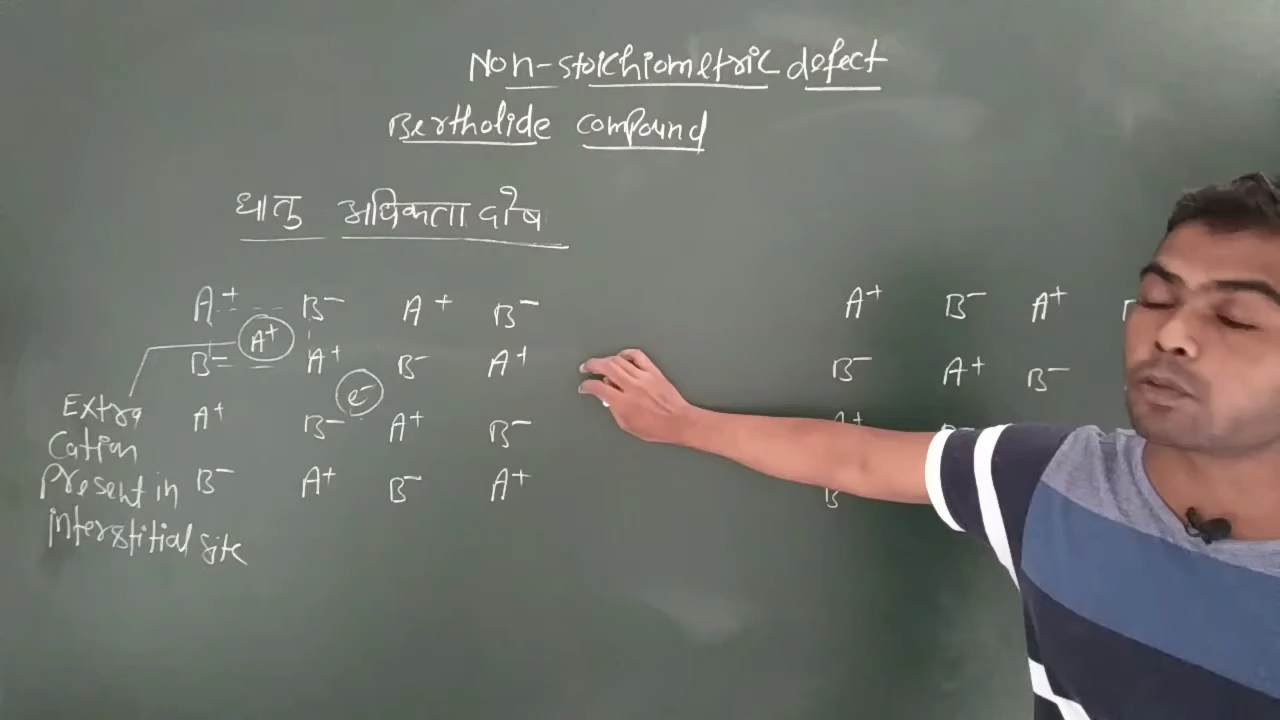 Non-stoichiometric defect
Bertholide compound
धातु अधिकता दोष
A+ B- A+ B-
A+
B- A+ B- A+
e-
A+ B- A+ B-
B- A+ B- A+
Extra
Cation
Present in
interstitial site
A+ B- A+
B- A+ B-
A+ B-
B